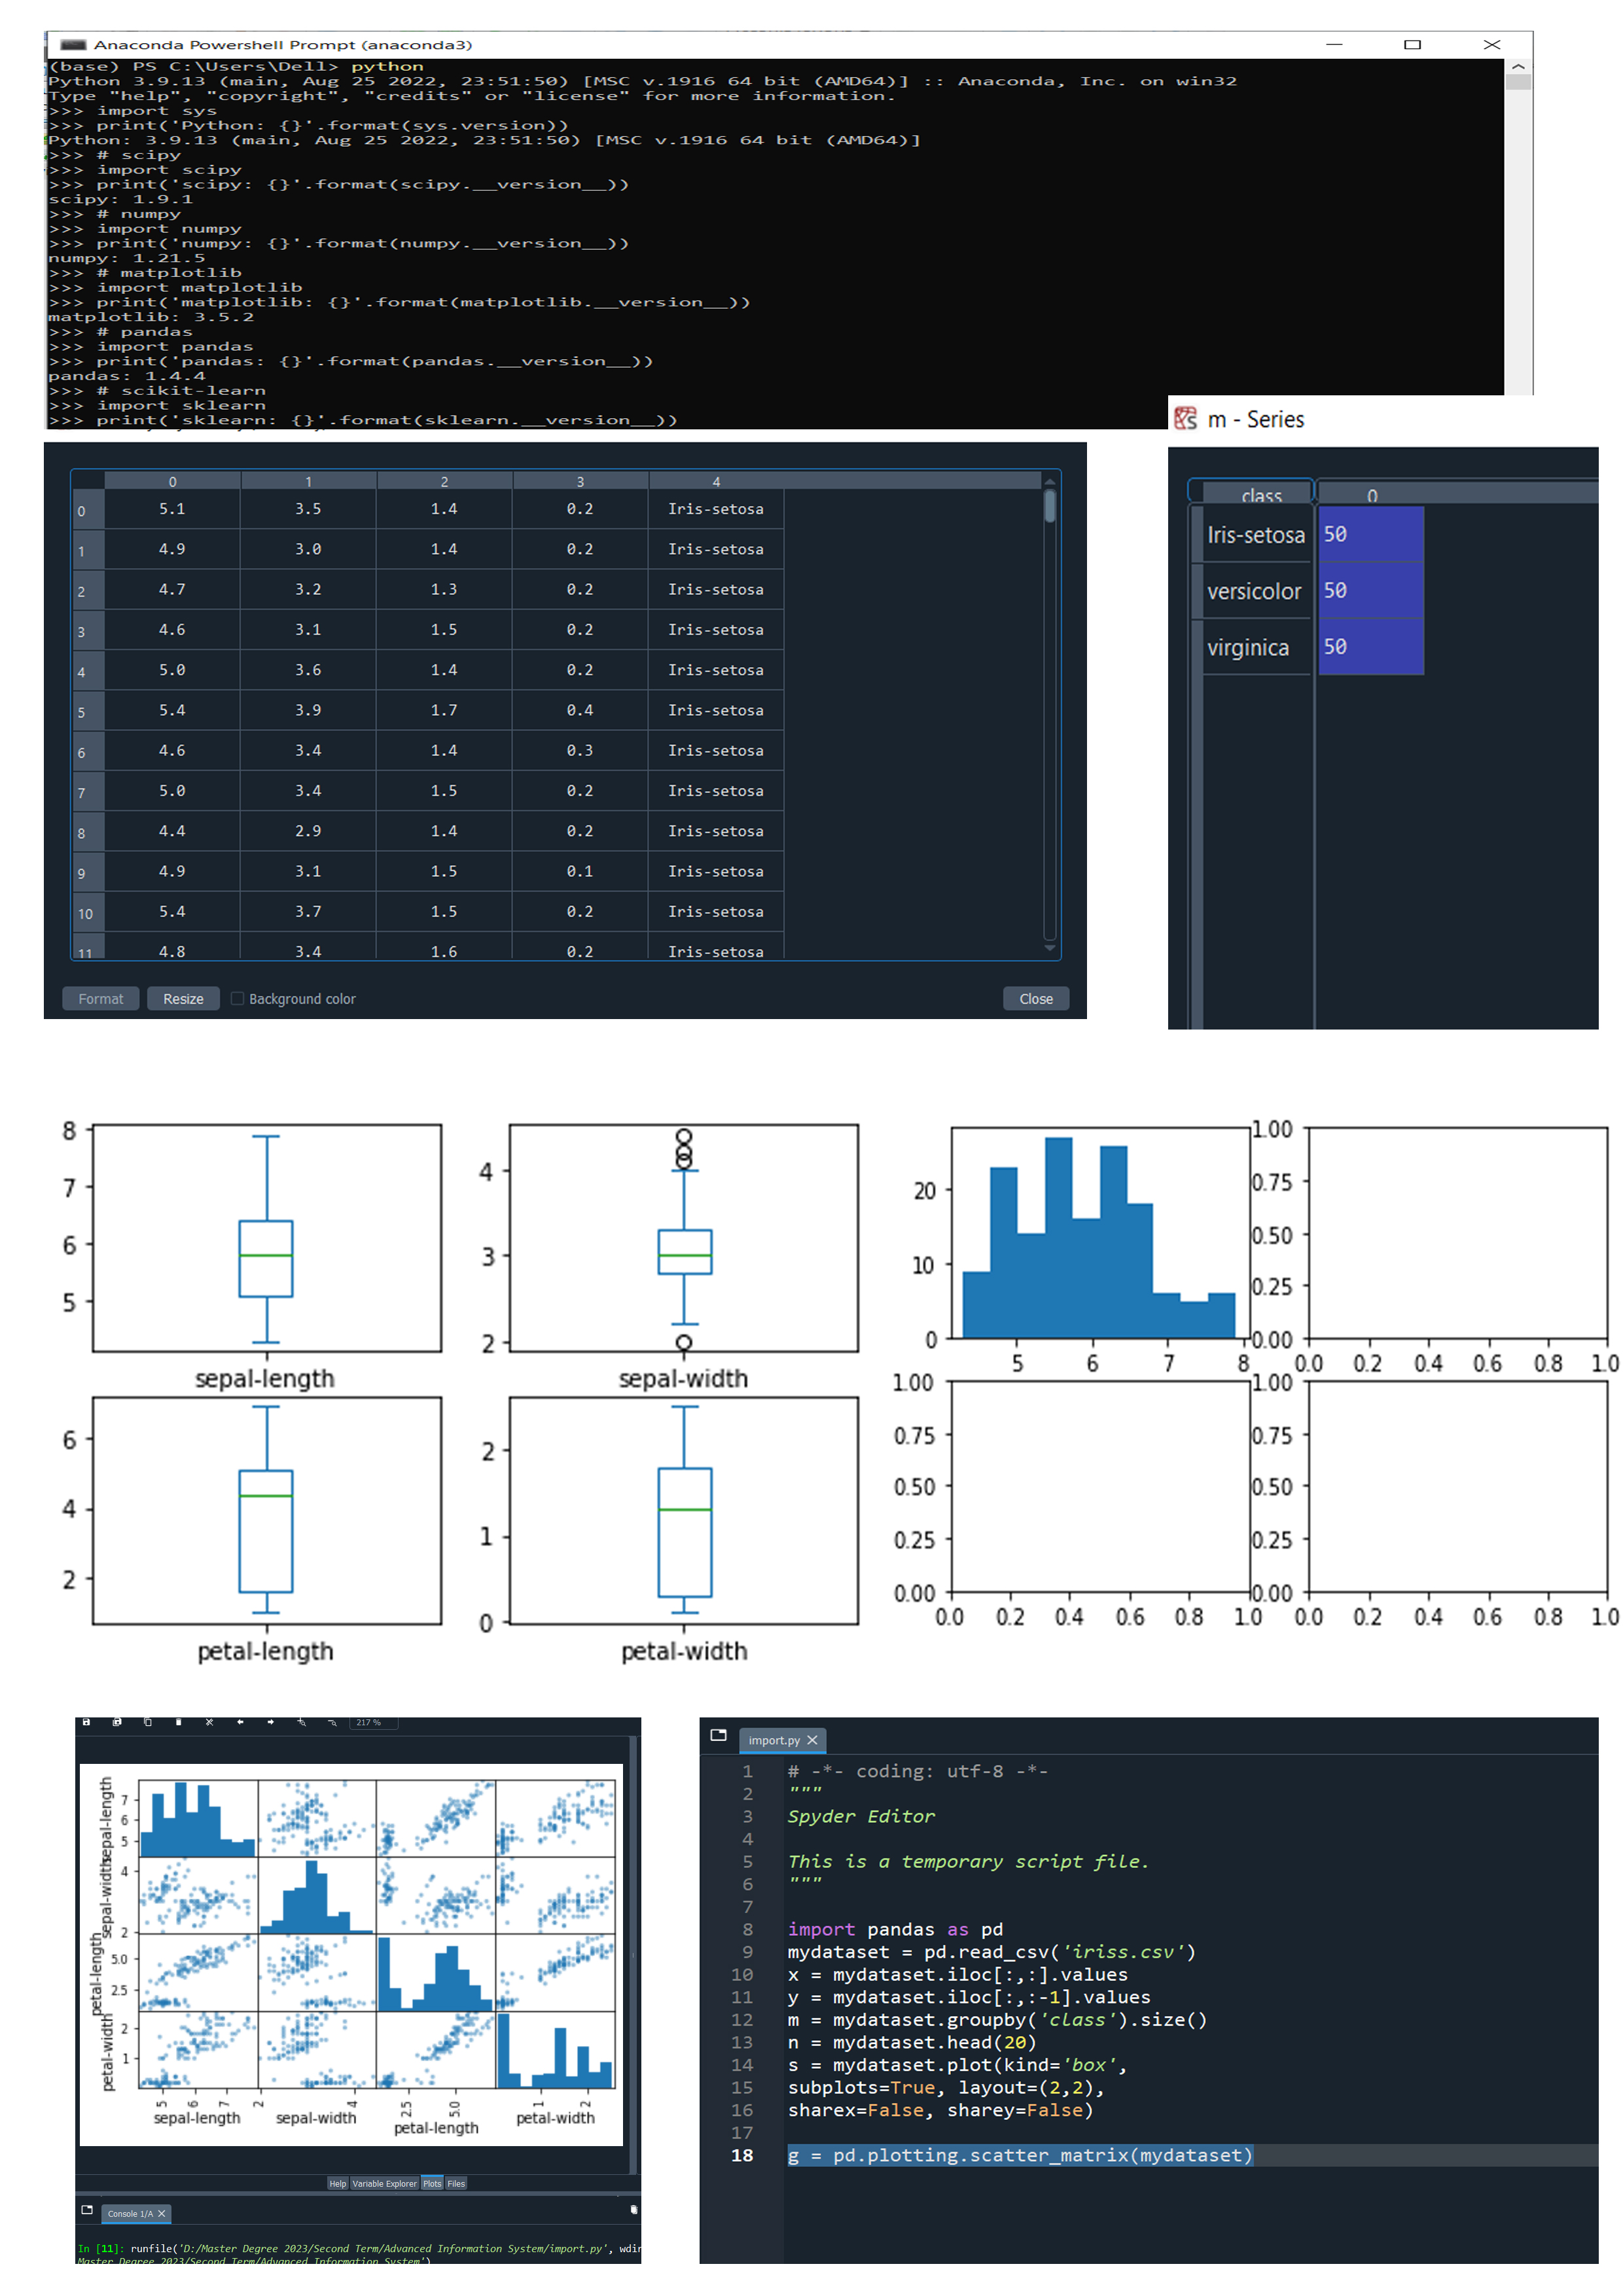 Anaconda Powershell Prompt (anaconda3)
(base) PS C:\Users\Dell> python
Python 3.9.13 (main, Aug 25 2022, 23:51:50) [MSC v.1916 64 bit (AMD64)] :: Anaconda, Inc. on win32
Type "help", "copyright", "credits" or "license" for more information.
>>> import sys
>>> print('Python: {}'.format(sys.version))
Python: 3.9.13 (main, Aug 25 2022, 23:51:50) [MSC v.1916 64 bit (AMD64)]
>>> # scipy
>>> import scipy
>>> print('scipy: {}'.format(scipy.__version__))
scipy: 1.9.1
>>> # numpy
>>> import numpy
>>> print('numpy: {}'.format(numpy.__version__))
numpy: 1.21.5
>>> # matplotlib
>>> import matplotlib
>>> print('matplotlib: {}'.format(matplotlib.__version__))
matplotlib: 3.5.2
>>> # pandas
>>> import pandas
>>> print('pandas: {}'.format(pandas.__version__))
pandas: 1.4.4
>>> # scikit-learn
>>> import sklearn
>>> print('sklearn: {}'.format(sklearn.__version__))
0 1 2 3 4
0 5.1 3.5 1.4 0.2 Iris-setosa
1 4.9 3.0 1.4 0.2 Iris-setosa
2 4.7 3.2 1.3 0.2 Iris-setosa
3 4.6 3.1 1.5 0.2 Iris-setosa
4 5.0 3.6 1.4 0.2 Iris-setosa
5 5.4 3.9 1.7 0.4 Iris-setosa
6 4.6 3.4 1.4 0.3 Iris-setosa
7 5.0 3.4 1.5 0.2 Iris-setosa
8 4.4 2.9 1.4 0.2 Iris-setosa
9 4.9 3.1 1.5 0.1 Iris-setosa
10 5.4 3.7 1.5 0.2 Iris-setosa
11 4.8 3.4 1.6 0.2 Iris-setosa
Format Resize Background color Close
m - Series
class 0
Iris-setosa 50
versicolor 50
virginica 50
8
7
6
5
sepal-length
4
3
2
sepal-width
6
4
2
petal-length
2
1
0
petal-width
20
10
0
5 6 7 8
1.00
0.75
0.50
0.25
0.00
0.0 0.2 0.4 0.6 0.8 1.0
1.00
0.75
0.50
0.25
0.00
0.0 0.2 0.4 0.6 0.8 1.0
1.00
0.75
0.50
0.25
0.00
0.0 0.2 0.4 0.6 0.8 1.0
217 %
sepal-length
7
6
5
sepal-width
4
2
petal-length
5.0
2.5
petal-width
2
1
5 6 7
sepal-length
2 4
sepal-width
2.5 5.0
petal-length
1 2
petal-width
Help Variable Explorer Plots Files
Console 1/A
In [11]: runfile('D:/Master Degree 2023/Second Term/Advanced Information System/import.py', wdir
Master Degree 2023/Second Term/Advanced Information System')
import.py
1 # -*- coding: utf-8 -*-
2 """
3 Spyder Editor
4
5 This is a temporary script file.
6 """
7
8 import pandas as pd
9 mydataset = pd.read_csv('iriss.csv')
10 x = mydataset.iloc[:,:].values
11 y = mydataset.iloc[:,:-1].values
12 m = mydataset.groupby('class').size()
13 n = mydataset.head(20)
14 s = mydataset.plot(kind='box',
15 subplots=True, layout=(2,2),
16 sharex=False, sharey=False)
17
18 g = pd.plotting.scatter_matrix(mydataset)